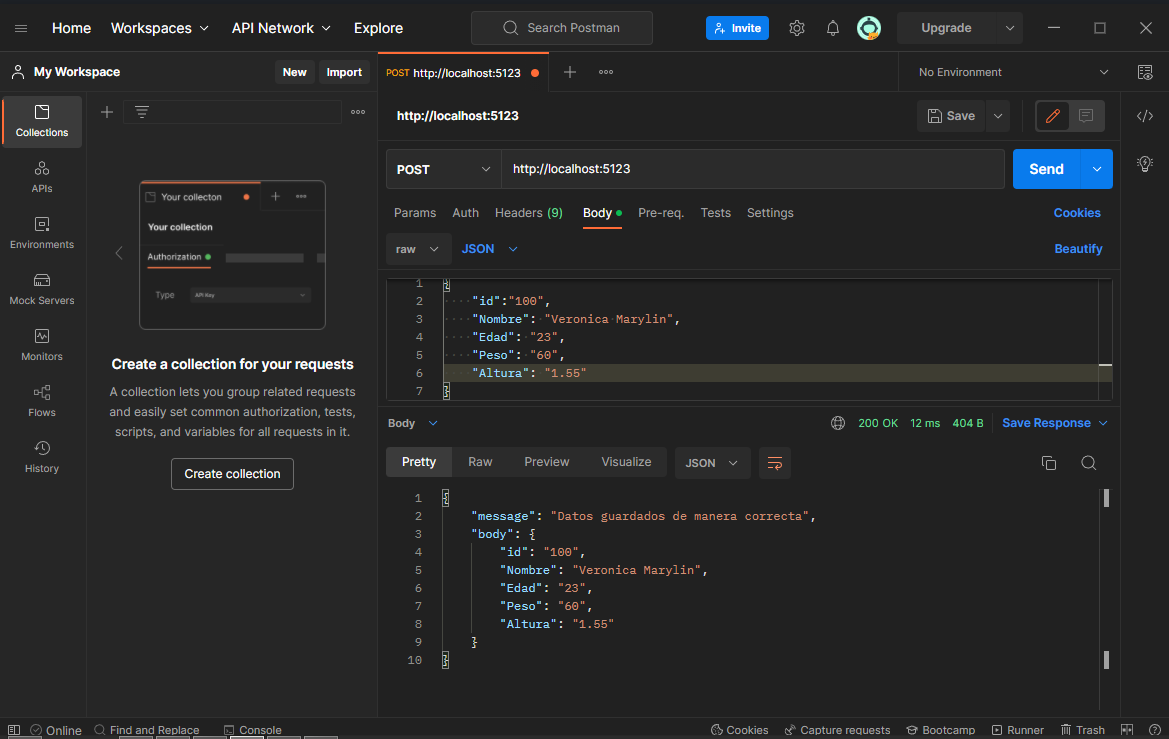 Home Workspaces API Network Explore Search Postman Invite Upgrade
My Workspace New Import POST http://localhost:5123 No Environment
Collections
APIs
Environments
Mock Servers
Monitors
Flows
History
Your collecton
Your collection
Authorization
Type API Key
Create a collection for your requests
A collection lets you group related requests
and easily set common authorization, tests,
scripts, and variables for all requests in it.
Create collection
http://localhost:5123 Save
POST http://localhost:5123 Send
Params Auth Headers (9) Body Pre-req. Tests Settings Cookies
raw JSON Beautify
1 {
2 "id":"100",
3 "Nombre": "Veronica Marylin",
4 "Edad": "23",
5 "Peso": "60",
6 "Altura": "1.55"
7 }
Body 200 OK 12 ms 404 B Save Response
Pretty Raw Preview Visualize JSON
1 {
2 "message": "Datos guardados de manera correcta",
3 "body": {
4 "id": "100",
5 "Nombre": "Veronica Marylin",
6 "Edad": "23",
7 "Peso": "60",
8 "Altura": "1.55"
9 }
10 }
Online Find and Replace Console Cookies Capture requests Bootcamp Runner Trash